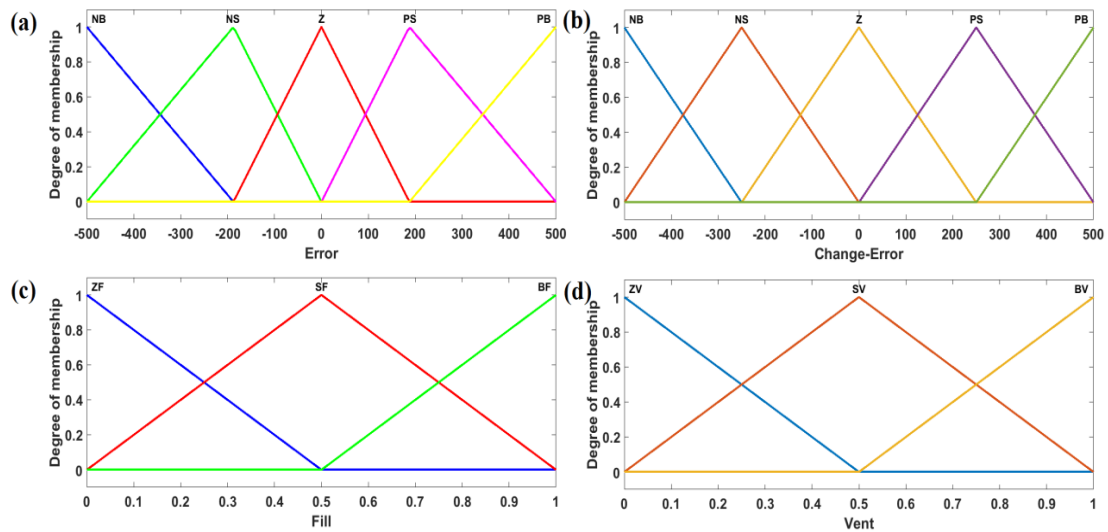 (a)
NB NS Z PS PB
Degree of membership
1
0.8
0.6
0.4
0.2
0
-500 -400 -300 -200 -100 0 100 200 300 400 500
Error
(b)
NB NS Z PS PB
Degree of membership
1
0.8
0.6
0.4
0.2
0
-500 -400 -300 -200 -100 0 100 200 300 400 500
Change-Error
(c)
ZF SF BF
Degree of membership
1
0.8
0.6
0.4
0.2
0
0 0.1 0.2 0.3 0.4 0.5 0.6 0.7 0.8 0.9 1
Fill
(d)
ZV SV BV
Degree of membership
1
0.8
0.6
0.4
0.2
0
0 0.1 0.2 0.3 0.4 0.5 0.6 0.7 0.8 0.9 1
Vent